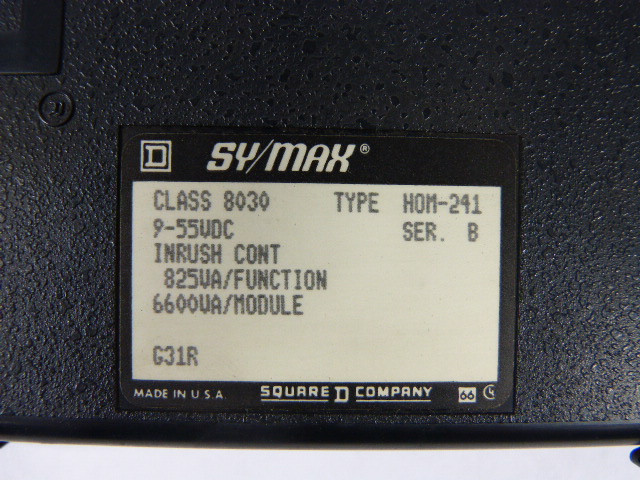 D SY/MAX®
CLASS 8030 TYPE HOM-241
9-55VDC SER. B
INRUSH CONT
825VA/FUNCTION
6600VA/MODULE
G31R
MADE IN U.S.A. SQUARE D COMPANY 66